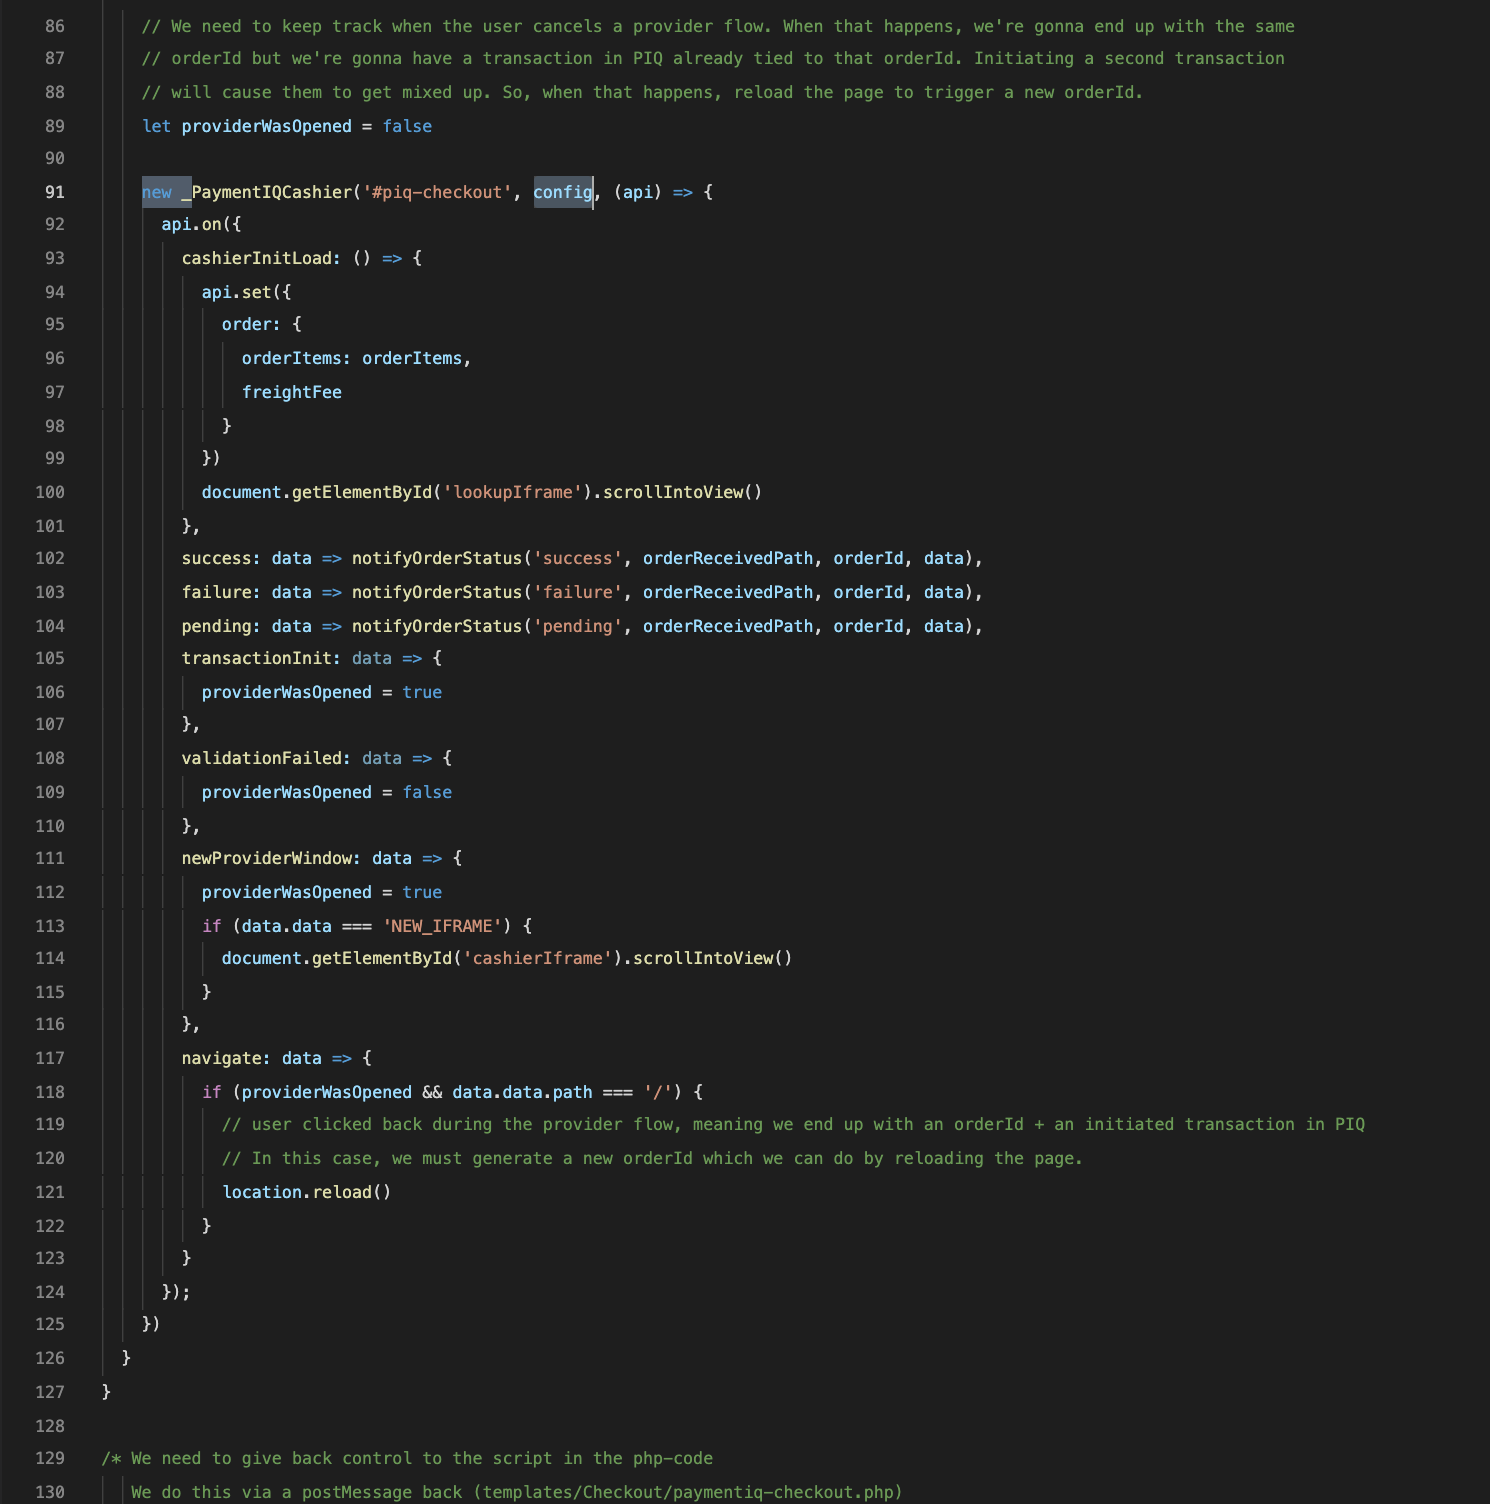 86 // We need to keep track when the user cancels a provider flow. When that happens, we're gonna end up with the same
87 // orderId but we're gonna have a transaction in PIQ already tied to that orderId. Initiating a second transaction
88 // will cause them to get mixed up. So, when that happens, reload the page to trigger a new orderId.
89 let providerWasOpened = false
90
91 new _PaymentIQCashier('#piq-checkout', config, (api) => {
92 api.on({
93 cashierInitLoad: () => {
94 api.set({
95 order: {
96 orderItems: orderItems,
97 freightFee
98 }
99 })
100 document.getElementById('lookupIframe').scrollIntoView()
101 },
102 success: data => notifyOrderStatus('success', orderReceivedPath, orderId, data),
103 failure: data => notifyOrderStatus('failure', orderReceivedPath, orderId, data),
104 pending: data => notifyOrderStatus('pending', orderReceivedPath, orderId, data),
105 transactionInit: data => {
106 providerWasOpened = true
107 },
108 validationFailed: data => {
109 providerWasOpened = false
110 },
111 newProviderWindow: data => {
112 providerWasOpened = true
113 if (data.data === 'NEW_IFRAME') {
114 document.getElementById('cashierIframe').scrollIntoView()
115 }
116 },
117 navigate: data => {
118 if (providerWasOpened && data.data.path === '/') {
119 // user clicked back during the provider flow, meaning we end up with an orderId + an initiated transaction in PIQ
120 // In this case, we must generate a new orderId which we can do by reloading the page.
121 location.reload()
122 }
123 }
124 });
125 })
126 }
127 }
128
129 /* We need to give back control to the script in the php-code
130 We do this via a postMessage back (templates/Checkout/paymentiq-checkout.php)